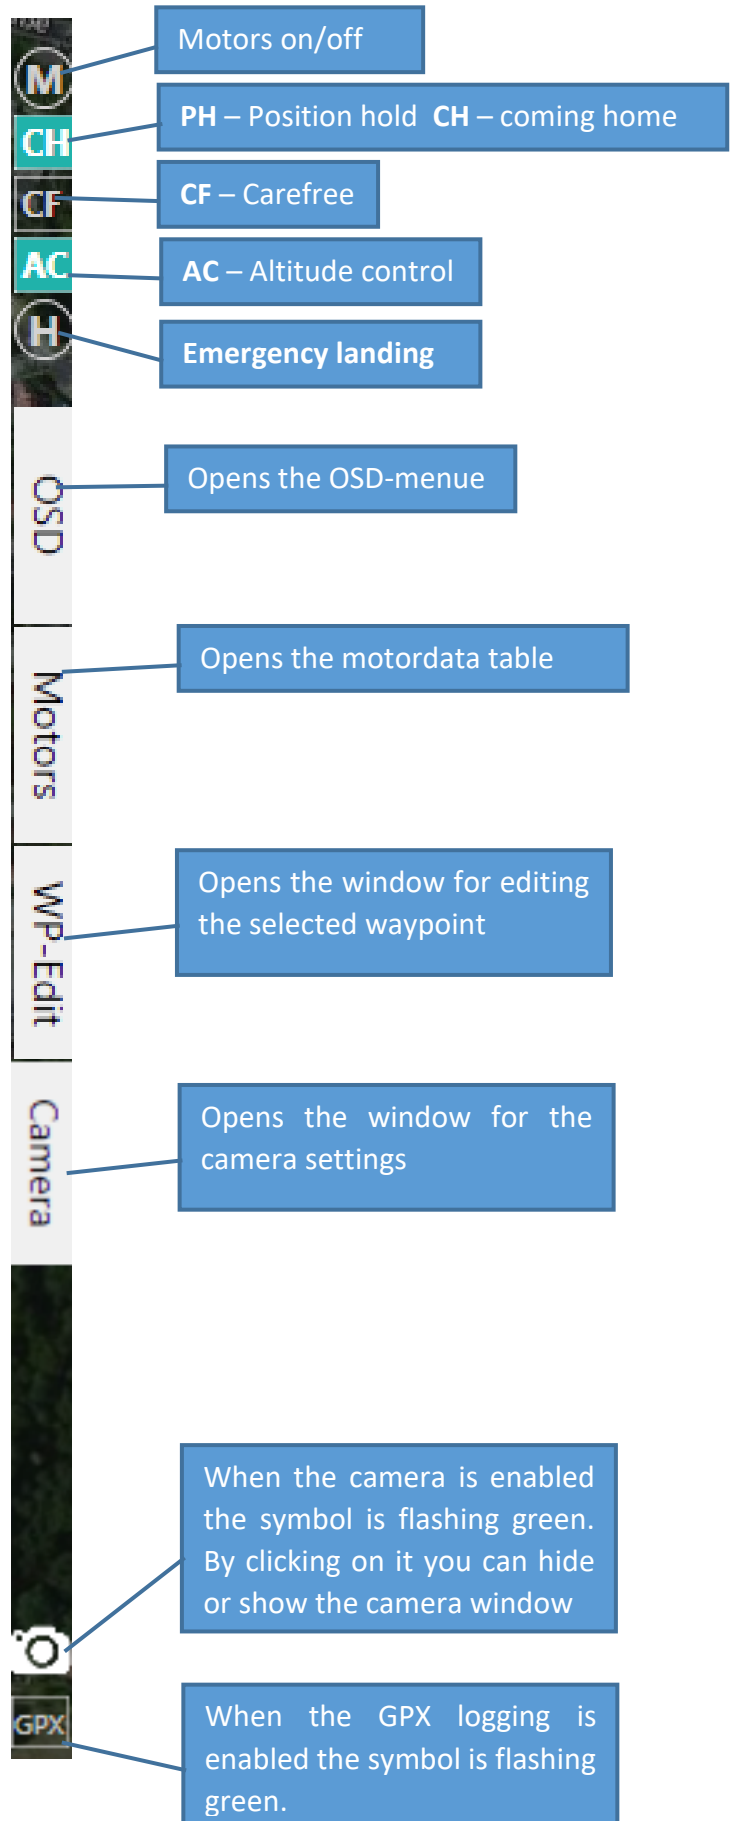 M
Motors on/off
CH
PH – Position hold CH – coming home
CF
CF – Carefree
AC
AC – Altitude control
H
Emergency landing
OSD
Opens the OSD-menue
Motors
Opens the motordata table
WP-Edit
Opens the window for editing
the selected waypoint
Camera
Opens the window for the
camera settings
When the camera is enabled
the symbol is flashing green.
By clicking on it you can hide
or show the camera window
GPX
When the GPX logging is
enabled the symbol is flashing
green.